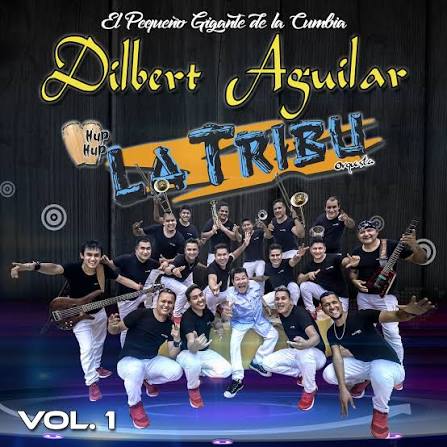 El Pequeño Gigante de la Cumbia
Dilbert Aguilar
Hup
Hup
LA TRIBU
Orquesta
VOL. 1